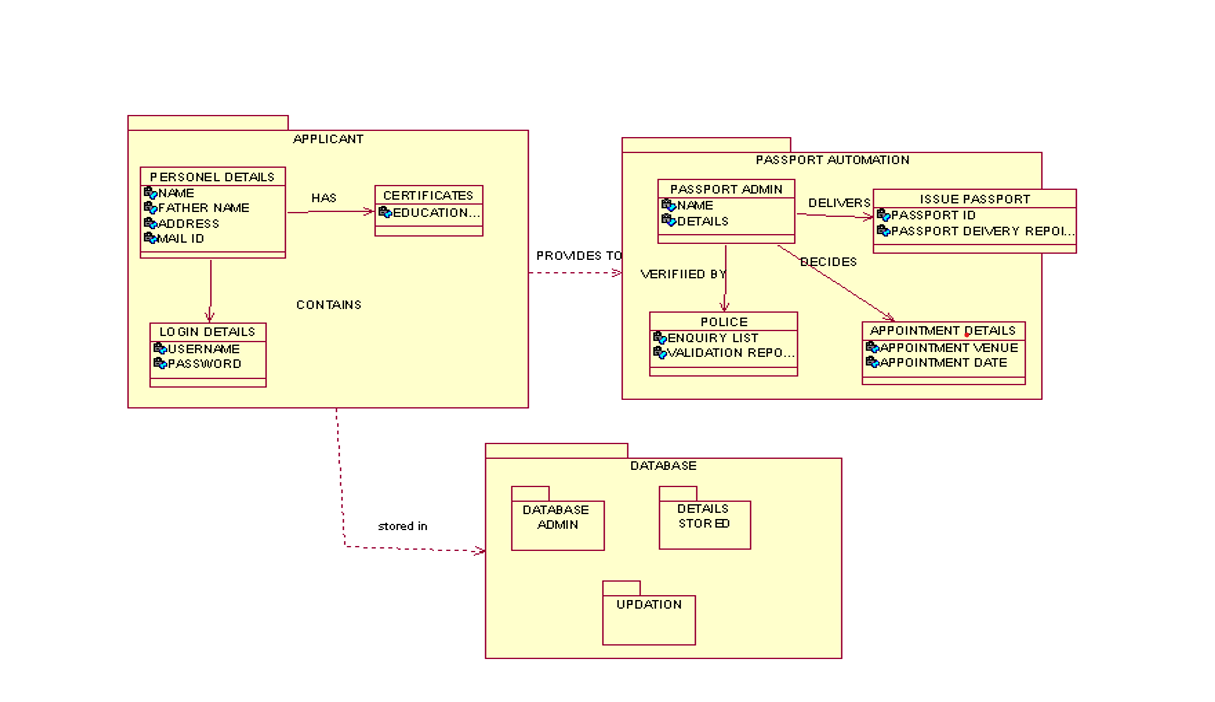 APPLICANT
PERSONEL DETAILS
NAME
FATHER NAME
ADDRESS
MAIL ID
HAS
CERTIFICATES
EDUCATION...
CONTAINS
LOGIN DETAILS
USERNAME
PASSWORD
PROVIDES TO
PASSPORT AUTOMATION
PASSPORT ADMIN
NAME
DETAILS
DELIVERS
ISSUE PASSPORT
PASSPORT ID
PASSPORT DEIVERY REPOI...
VERIFIIED BY
DECIDES
POLICE
ENQUIRY LIST
VALIDATION REPO...
APPOINTMENT DETAILS
APPOINTMENT VENUE
APPOINTMENT DATE
stored in
DATABASE
DATABASE
ADMIN
DETAILS
STORED
UPDATION